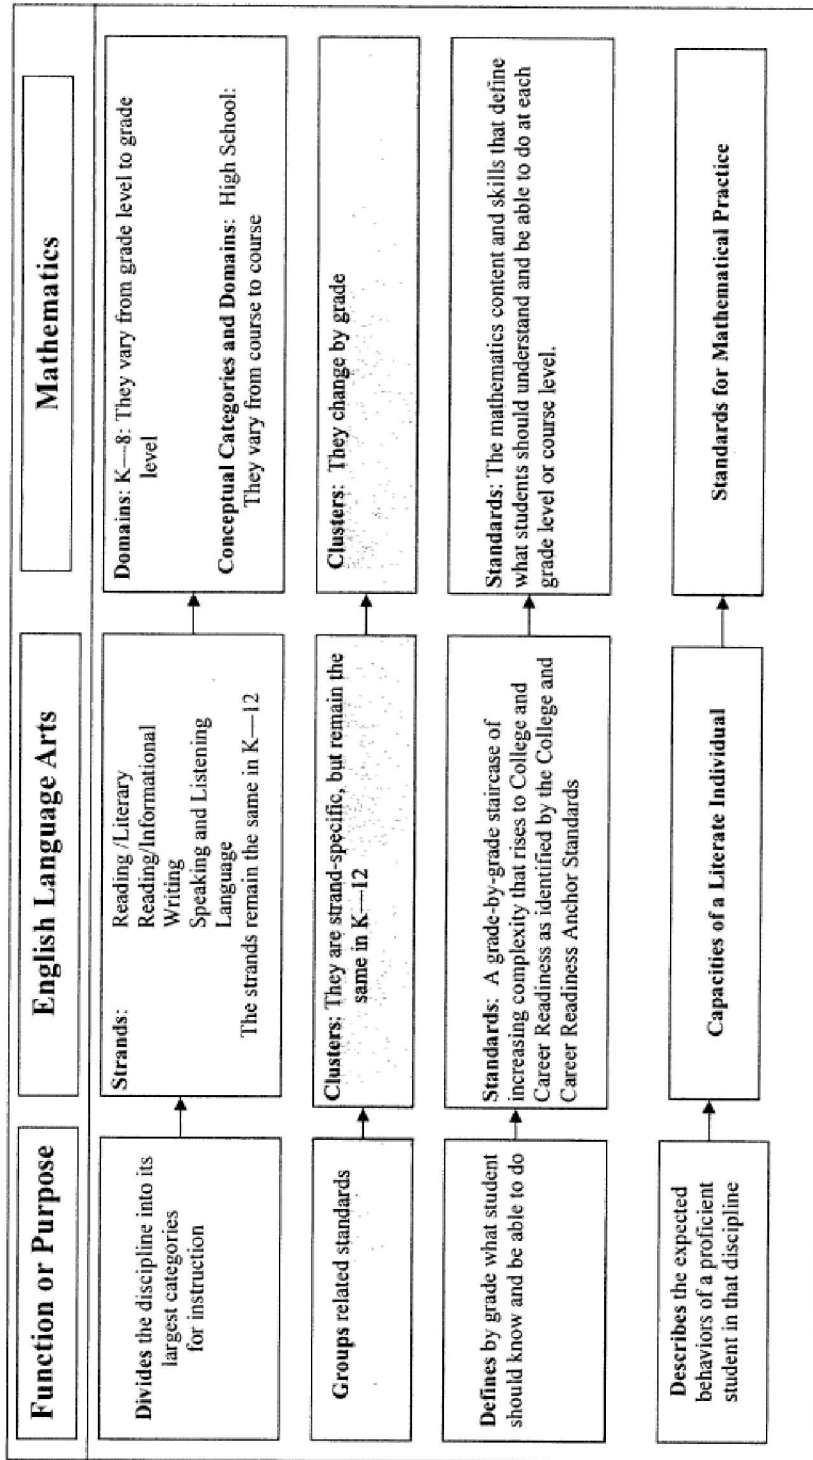 Function or Purpose
English Language Arts
Mathematics
Divides the discipline into its
largest categories
for instruction
Strands:
Reading /Literary
Reading/Informational
Writing
Speaking and Listening
Language
The strands remain the same in K—12
Domains: K—8: They vary from grade level to grade
level
Conceptual Categories and Domains: High School:
They vary from course to course
Groups related standards
Clusters: They are strand-specific, but remain the
same in K—12
Clusters: They change by grade
Defines by grade what student
should know and be able to do
Standards: A grade-by-grade staircase of
increasing complexity that rises to College and
Career Readiness as identified by the College and
Career Readiness Anchor Standards
Standards: The mathematics content and skills that define
what students should understand and be able to do at each
grade level or course level.
Describes the expected
behaviors of a proficient
student in that discipline
Capacities of a Literate Individual
Standards for Mathematical Practice